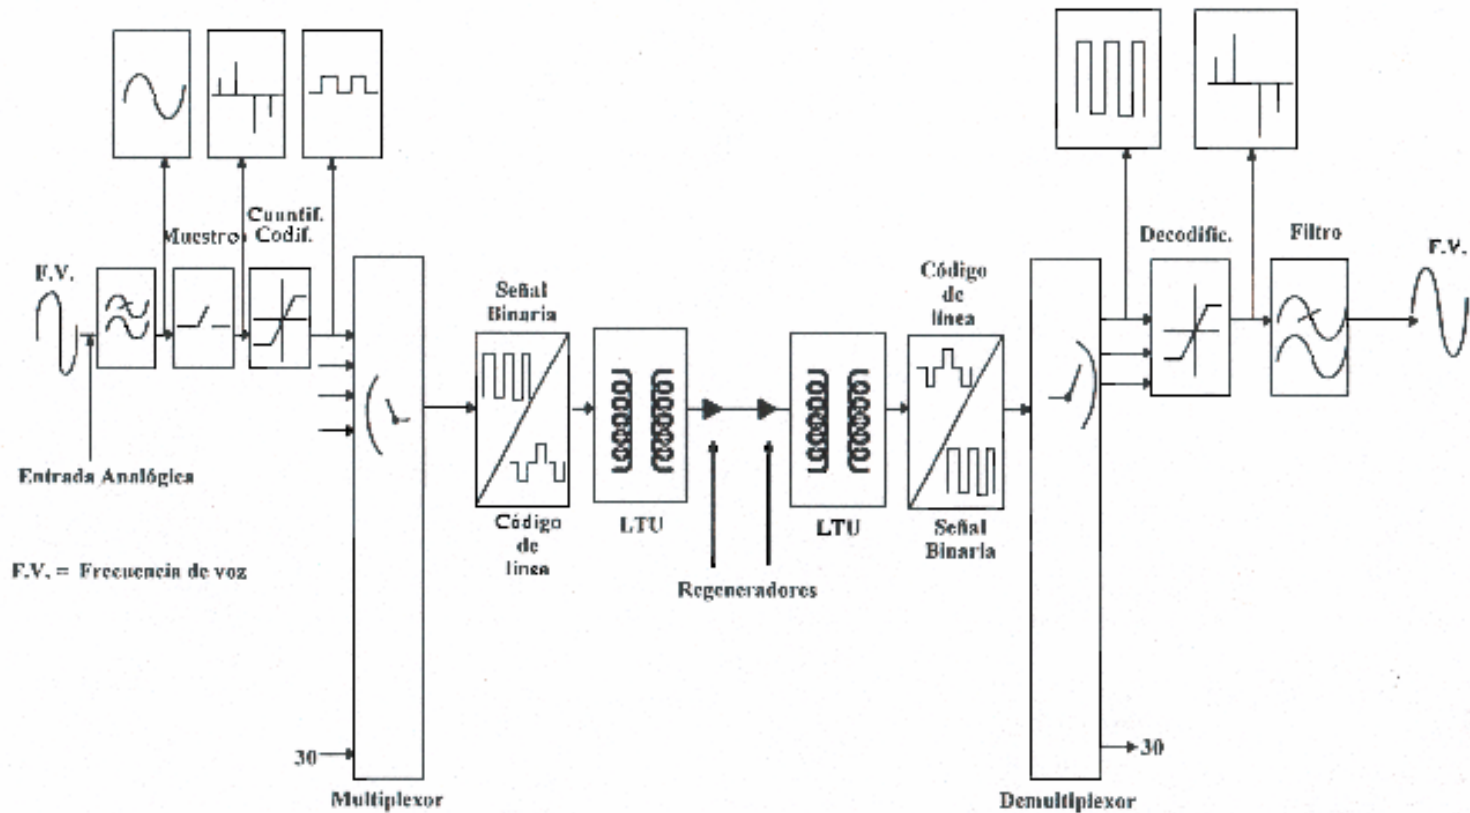 Cuantif.
Muestro
Codif.
F.V.
Entrada Analógica
F.V. = Frecuencia de voz
30
Multiplexor
Señal
Binaria
Código
de
línea
LTU
Regeneradores
LTU
Código
de
línea
Señal
Binaria
Demultiplexor
30
Decodific.
Filtro
F.V.